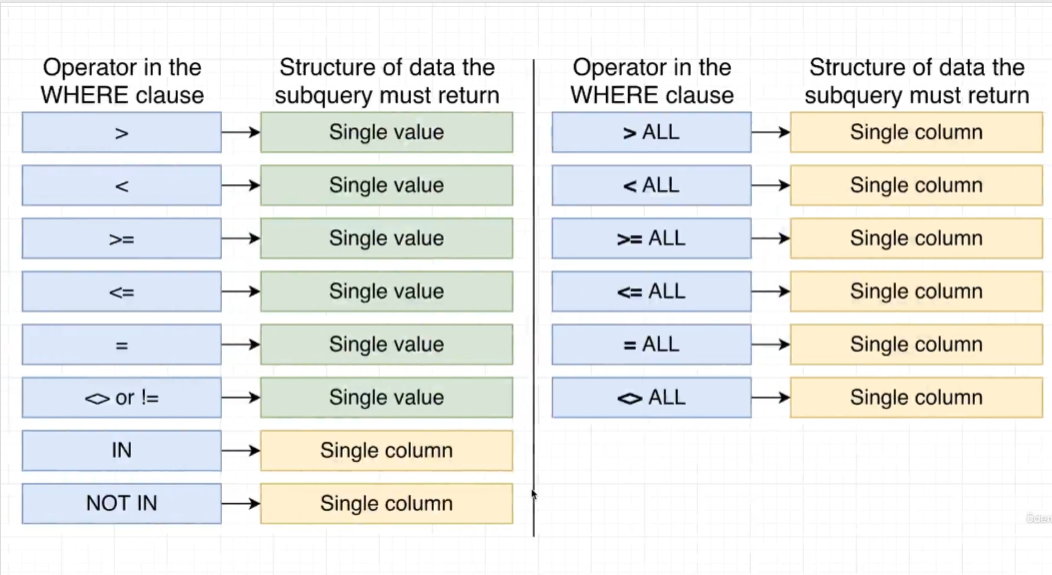 Operator in the
WHERE clause
Structure of data the
subquery must return
>
Single value
<
Single value
>=
Single value
<=
Single value
=
Single value
<> or !=
Single value
IN
Single column
NOT IN
Single column
Operator in the
WHERE clause
Structure of data the
subquery must return
> ALL
Single column
< ALL
Single column
>= ALL
Single column
<= ALL
Single column
= ALL
Single column
<> ALL
Single column